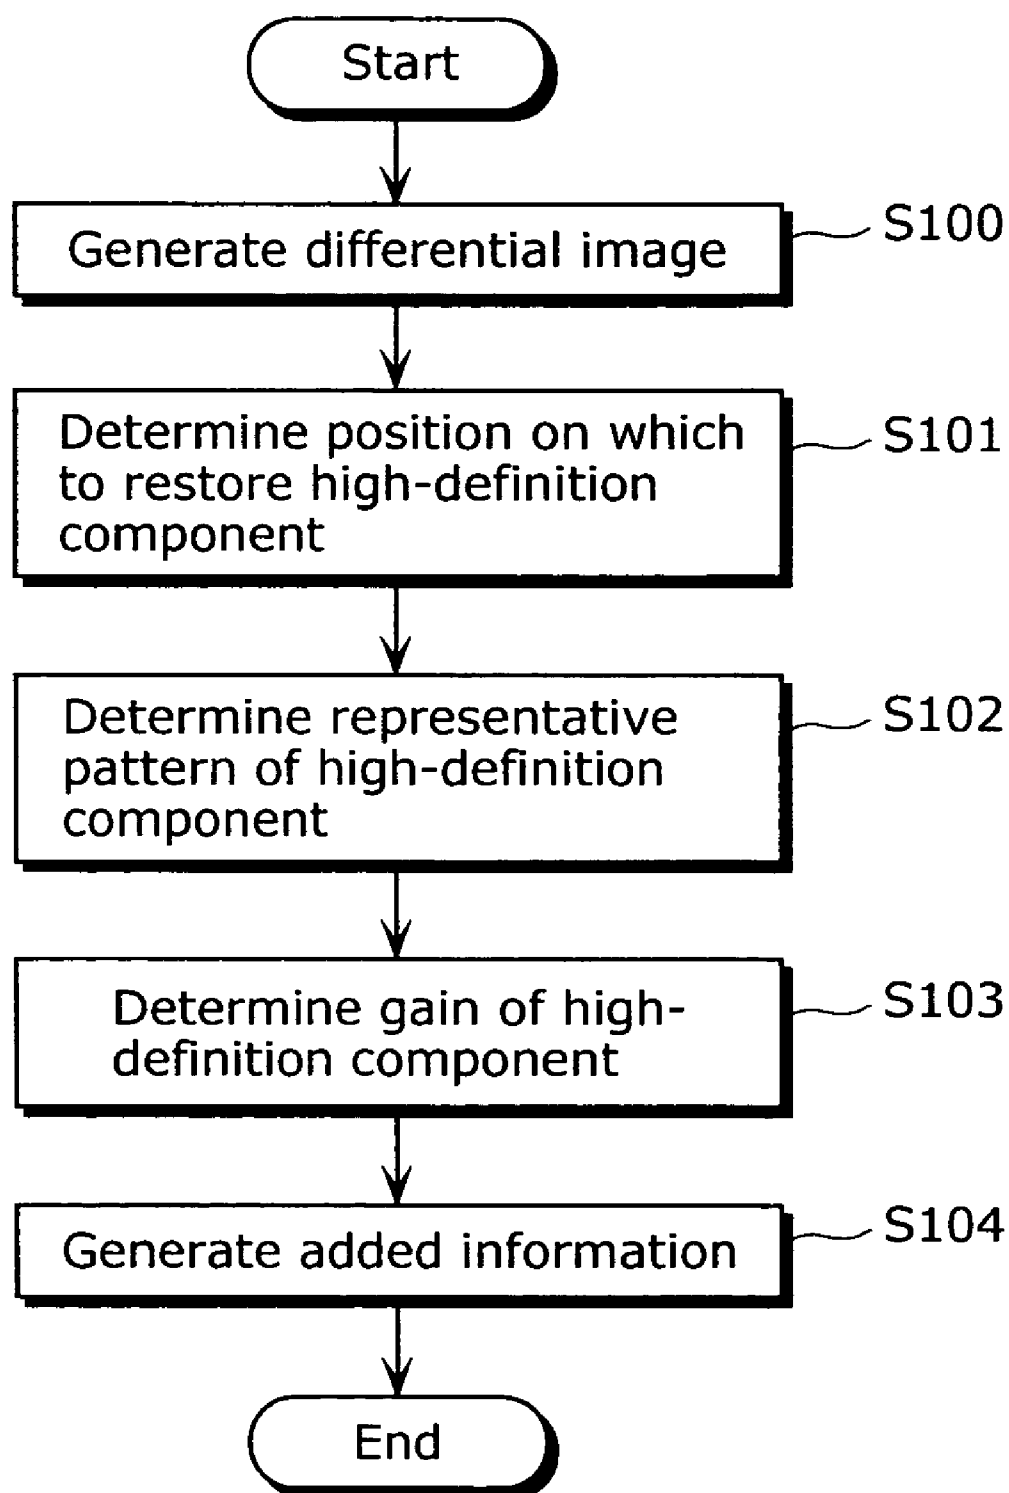 Start
Generate differential image
S100
Determine position on which
to restore high-definition
component
S101
Determine representative
pattern of high-definition
component
S102
Determine gain of high-
definition component
S103
Generate added information
S104
End